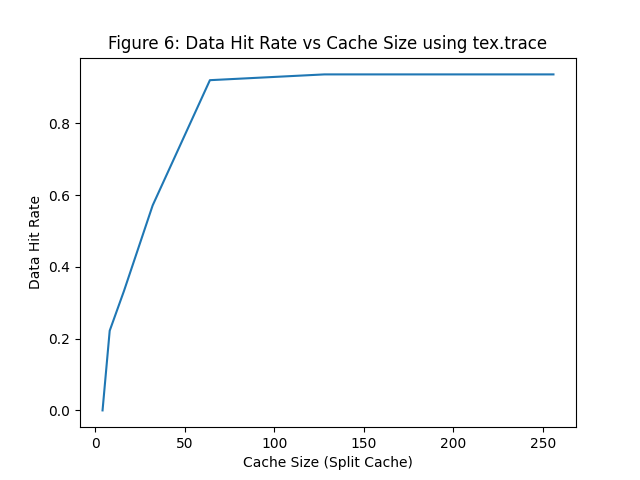 Figure 6: Data Hit Rate vs Cache Size using tex.trace
0.8
0.6
0.4
0.2
0.0
Data Hit Rate
0 50 100 150 200 250
Cache Size (Split Cache)